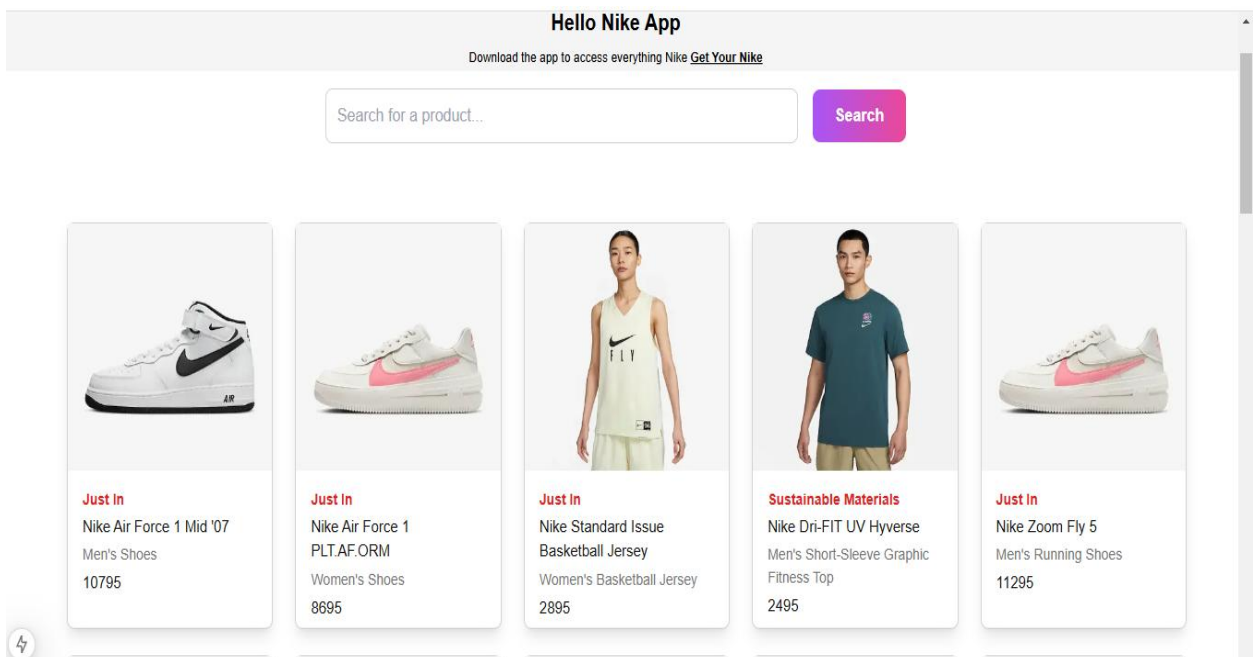 Hello Nike App
Download the app to access everything Nike Get Your Nike
Search for a product...
Search
AIR
FLY
Just In
Nike Air Force 1 Mid '07
Men's Shoes
10795
Just In
Nike Air Force 1
PLT.AF.ORM
Women's Shoes
8695
Just In
Nike Standard Issue
Basketball Jersey
Women's Basketball Jersey
2895
Sustainable Materials
Nike Dri-FIT UV Hyverse
Men's Short-Sleeve Graphic
Fitness Top
2495
Just In
Nike Zoom Fly 5
Men's Running Shoes
11295